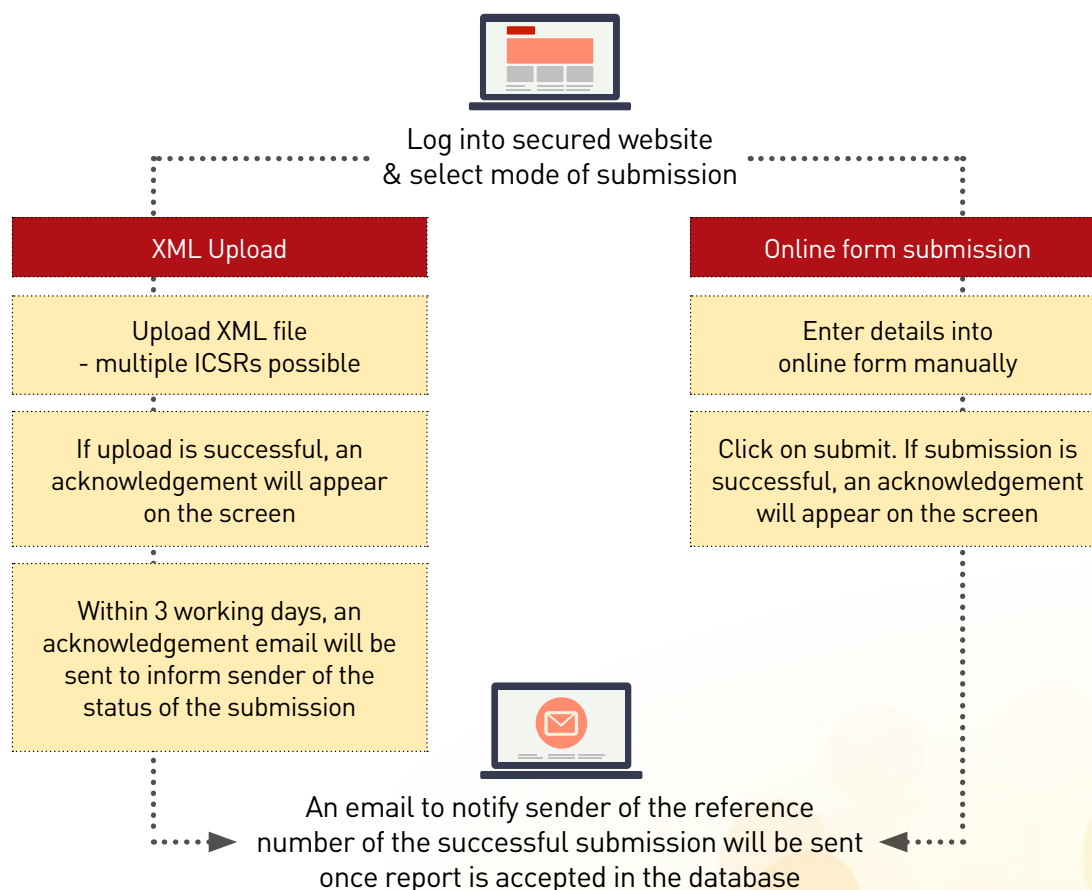 Log into secured website
& select mode of submission
XML Upload
Upload XML file
- multiple ICSRs possible
If upload is successful, an
acknowledgement will appear
on the screen
Within 3 working days, an
acknowledgement email will be
sent to inform sender of the
status of the submission
Online form submission
Enter details into
online form manually
Click on submit. If submission is
successful, an acknowledgement
will appear on the screen
An email to notify sender of the reference
number of the successful submission will be sent
once report is accepted in the database